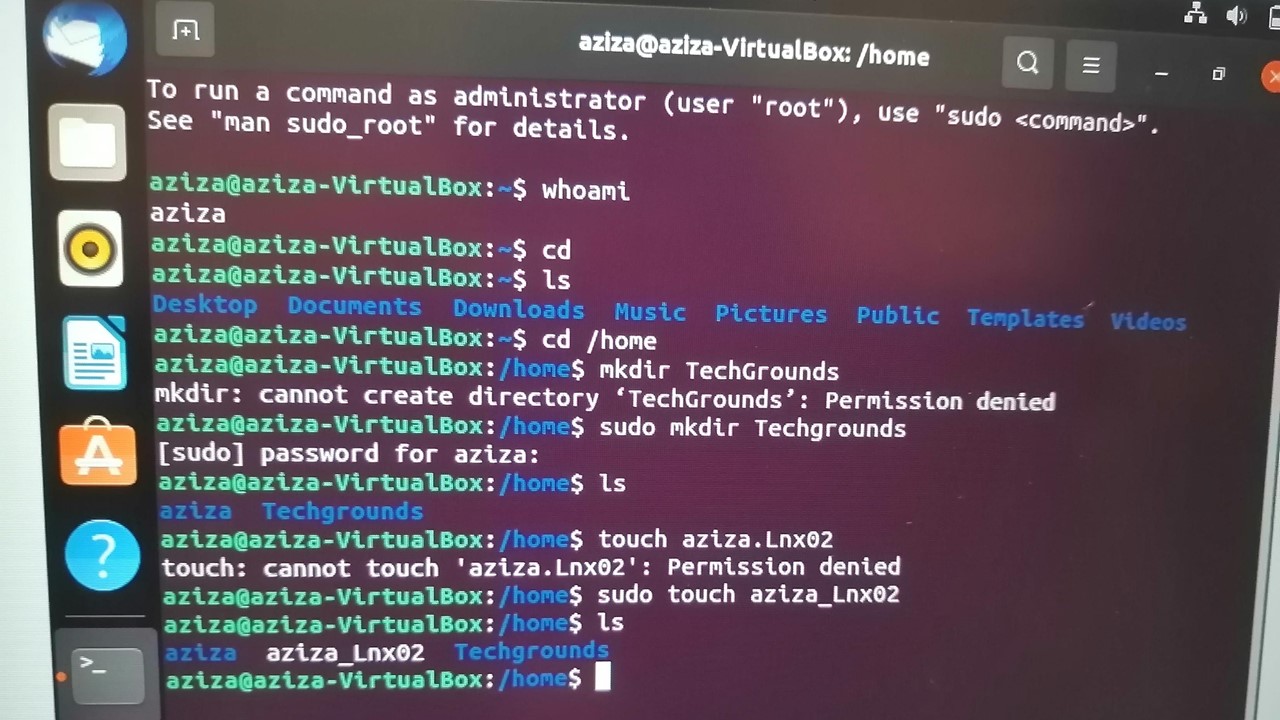 aziza@aziza-VirtualBox: /home
To run a command as administrator (user "root"), use "sudo <command>".
See "man sudo_root" for details.
aziza@aziza-VirtualBox:~$ whoami
aziza
aziza@aziza-VirtualBox:~$ cd
aziza@aziza-VirtualBox:~$ ls
Desktop Documents Downloads Music Pictures Public Templates Videos
aziza@aziza-VirtualBox:~$ cd /home
aziza@aziza-VirtualBox:/home$ mkdir TechGrounds
mkdir: cannot create directory ‘TechGrounds’: Permission denied
aziza@aziza-VirtualBox:/home$ sudo mkdir Techgrounds
[sudo] password for aziza:
aziza@aziza-VirtualBox:/home$ ls
aziza Techgrounds
aziza@aziza-VirtualBox:/home$ touch aziza.Lnx02
touch: cannot touch 'aziza.Lnx02': Permission denied
aziza@aziza-VirtualBox:/home$ sudo touch aziza_Lnx02
aziza@aziza-VirtualBox:/home$ ls
aziza aziza_Lnx02 Techgrounds
aziza@aziza-VirtualBox:/home$